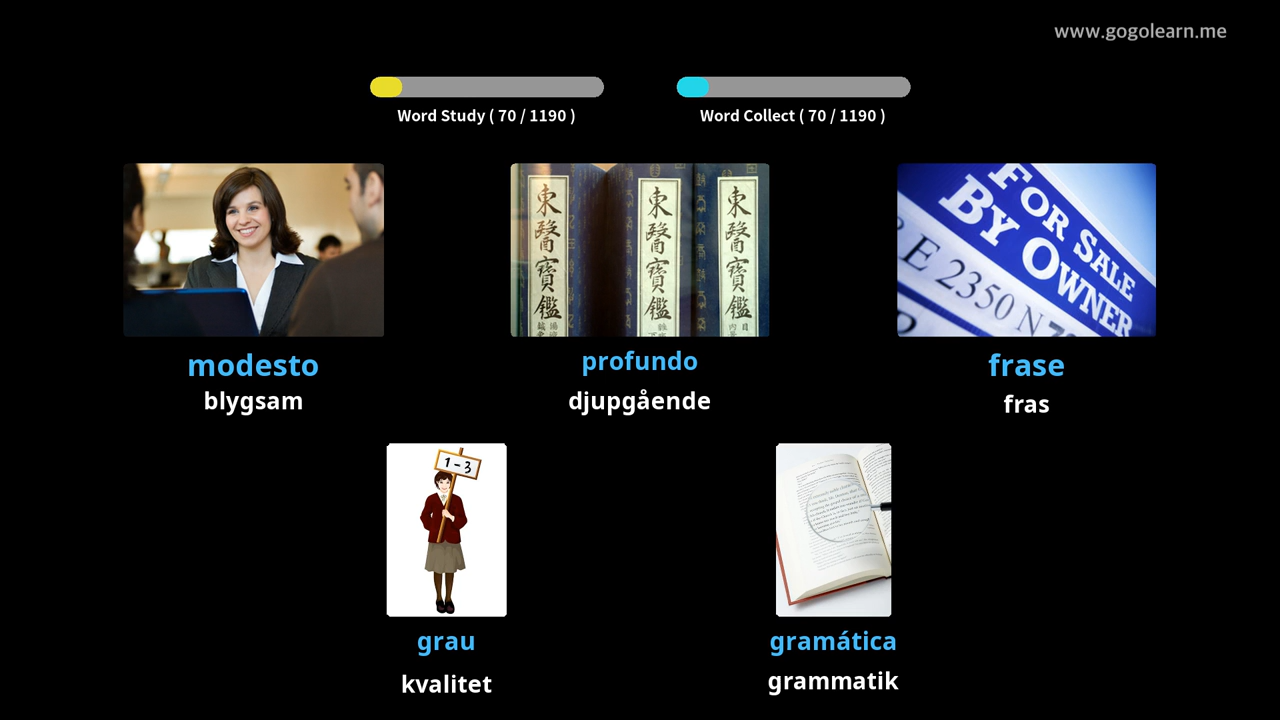 www.gogolearn.me
Word Study ( 70 / 1190 )
Word Collect ( 70 / 1190 )
東醫寶鑑
東醫寶鑑
東醫寶鑑
FOR SALE
BY OWNER
E 2350 N
modesto
blygsam
profundo
djupgående
frase
fras
1-3
grau
kvalitet
gramática
grammatik